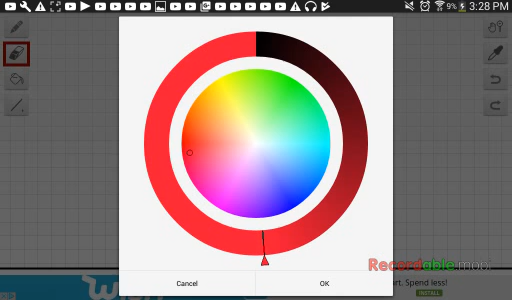 9% 3:28 PM
Recordable.mobi
rt. Spend less!
INSTALL
Cancel OK